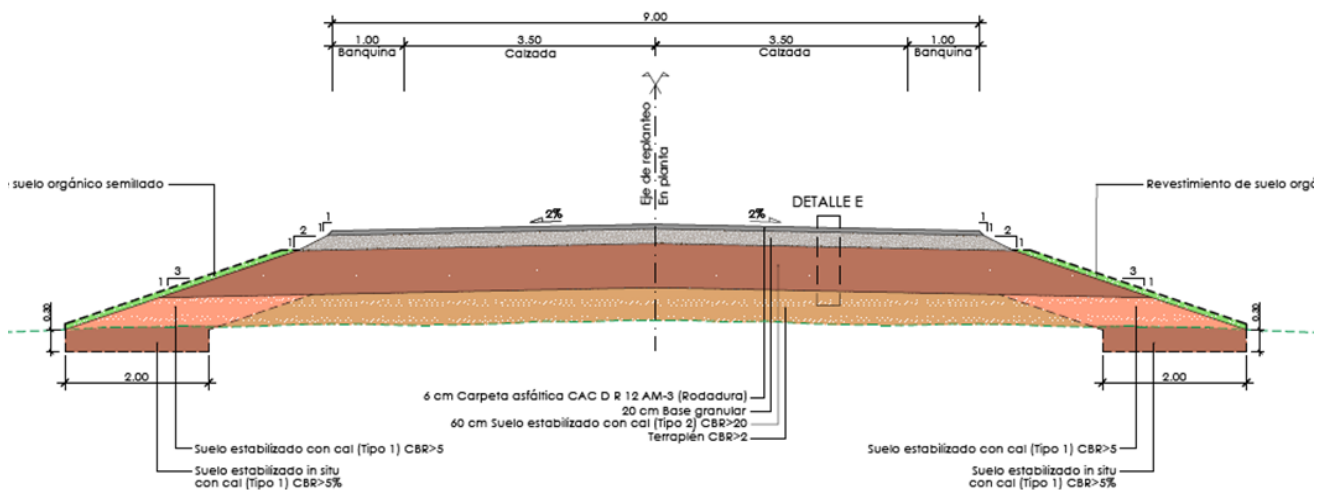 9.00
1.00 3.50 3.50 1.00
Banquina Calzada Calzada Banquina
Eje de replanteo
En planta
suelo orgánico semillado
Revestimiento de suelo
DETALLE E
2% 2%
1 1
1 1
2 2
1 1
3 3
1 1
2.00 2.00
6 cm Carpeta asfáltica CAC D R 12 AM-3 (Rodadura)
20 cm Base granular
60 cm Suelo estabilizado con cal (Tipo 2) CBR>20
Terraplén CBR>2
Suelo estabilizado con cal (Tipo 1) CBR>5
Suelo estabilizado in situ
con cal (Tipo 1) CBR>5%
Suelo estabilizado con cal (Tipo 1) CBR>5
Suelo estabilizado in situ
con cal (Tipo 1) CBR>5%